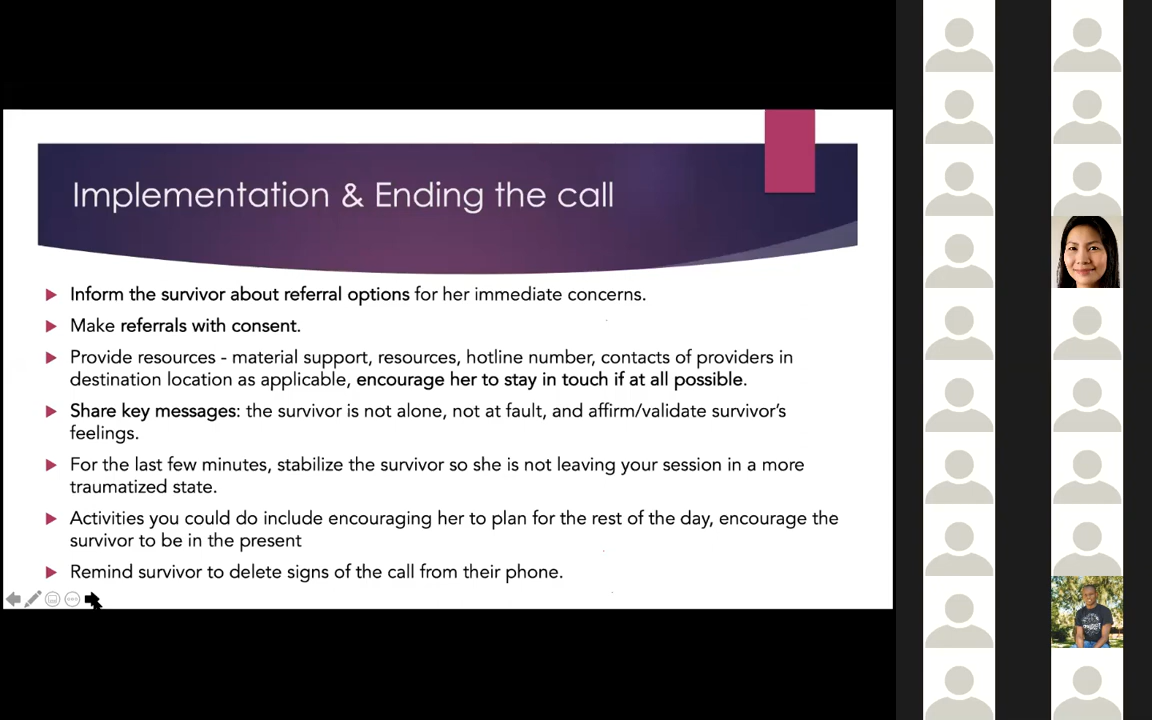 Implementation & Ending the call
Inform the survivor about referral options for her immediate concerns.
Make referrals with consent.
Provide resources - material support, resources, hotline number, contacts of providers in
destination location as applicable, encourage her to stay in touch if at all possible.
Share key messages: the survivor is not alone, not at fault, and affirm/validate survivor's
feelings.
For the last few minutes, stabilize the survivor so she is not leaving your session in a more
traumatized state.
Activities you could do include encouraging her to plan for the rest of the day, encourage the
survivor to be in the present
Remind survivor to delete signs of the call from their phone.